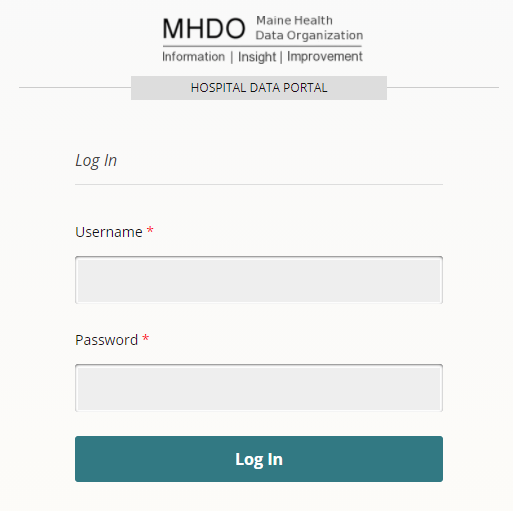 MHDO Maine Health
Data Organization
Information | Insight | Improvement
HOSPITAL DATA PORTAL
Log In
Username *
Password *
Log In